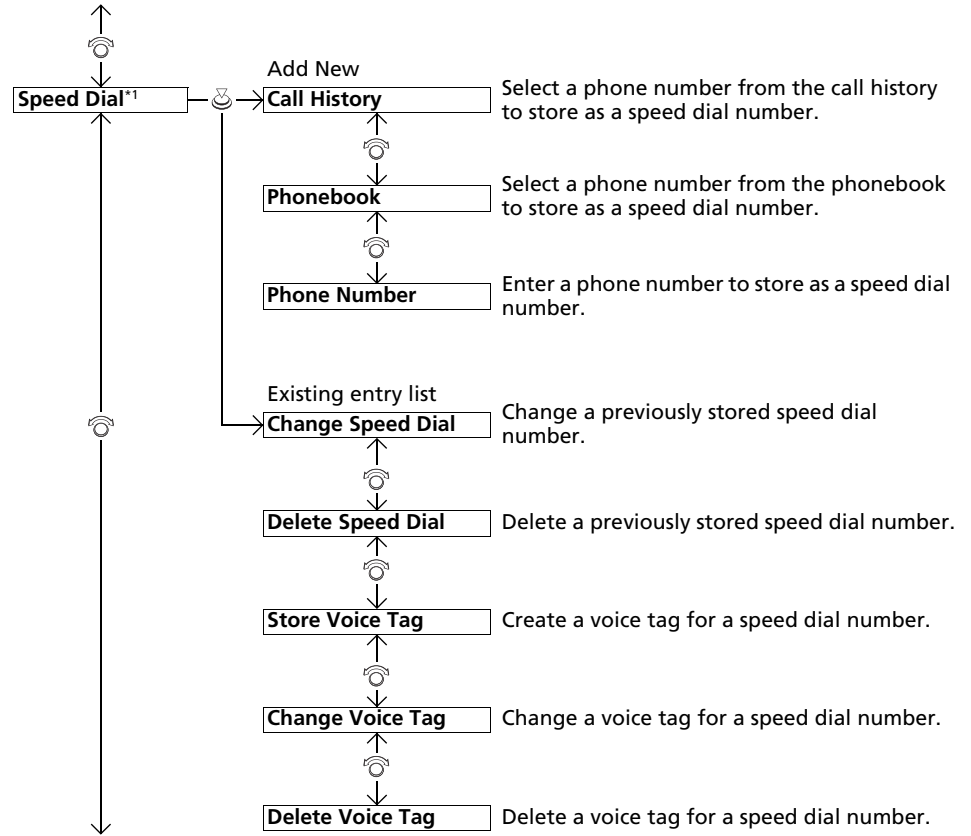 Add New
Speed Dial*1
Call History
Select a phone number from the call history
to store as a speed dial number.
Phonebook
Select a phone number from the phonebook
to store as a speed dial number.
Phone Number
Enter a phone number to store as a speed dial
number.
Existing entry list
Change Speed Dial
Change a previously stored speed dial
number.
Delete Speed Dial
Delete a previously stored speed dial number.
Store Voice Tag
Create a voice tag for a speed dial number.
Change Voice Tag
Change a voice tag for a speed dial number.
Delete Voice Tag
Delete a voice tag for a speed dial number.